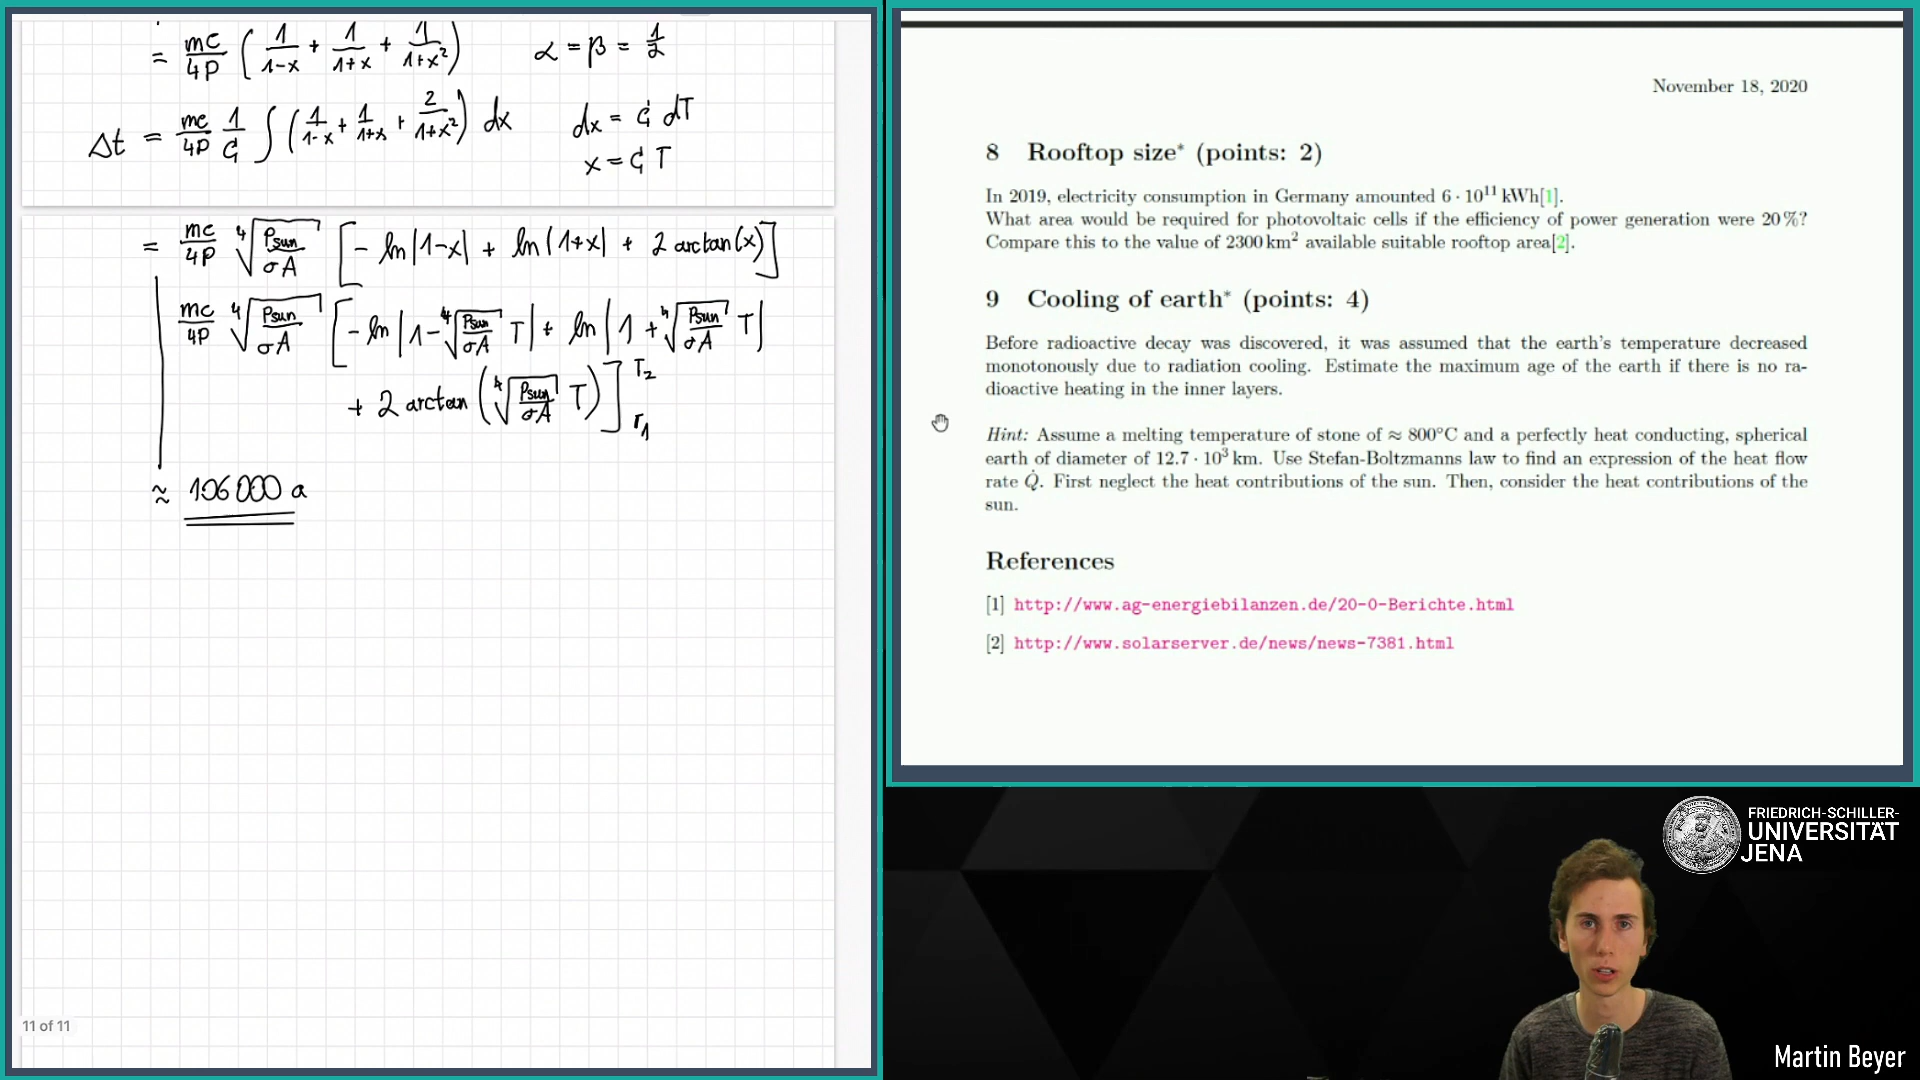 = mc/4P ( 1/1-x + 1/1+x + 1/1+x² ) α = β = 1/2
Δt = mc/4P 1/C₁ ∫ ( 1/1-x + 1/1+x + 2/1+x² ) dx dx = C₁ dT
x = C₁ T
= mc/4P ⁴√(Psun/σA) [ - ln|1-x| + ln|1+x| + 2 arctan(x) ]
mc/4P ⁴√(Psun/σA) [ - ln | 1 - ⁴√(Psun/σA) T | + ln | 1 + ⁴√(Psun/σA) T |
+ 2 arctan ( ⁴√(Psun/σA) T ) ] T₂ T₁
≈ 106 000 a
11 of 11
November 18, 2020
8 Rooftop size* (points: 2)
In 2019, electricity consumption in Germany amounted 6 · 10¹¹ kWh[1].
What area would be required for photovoltaic cells if the efficiency of power generation were 20 %?
Compare this to the value of 2300 km² available suitable rooftop area[2].
9 Cooling of earth* (points: 4)
Before radioactive decay was discovered, it was assumed that the earth's temperature decreased
monotonously due to radiation cooling. Estimate the maximum age of the earth if there is no ra-
dioactive heating in the inner layers.
Hint: Assume a melting temperature of stone of ≈ 800°C and a perfectly heat conducting, spherical
earth of diameter of 12.7 · 10³ km. Use Stefan-Boltzmanns law to find an expression of the heat flow
rate Q̇. First neglect the heat contributions of the sun. Then, consider the heat contributions of the
sun.
References
[1] http://www.ag-energiebilanzen.de/20-0-Berichte.html
[2] http://www.solarserver.de/news/news-7381.html
FRIEDRICH-SCHILLER-
UNIVERSITÄT
JENA
Martin Beyer